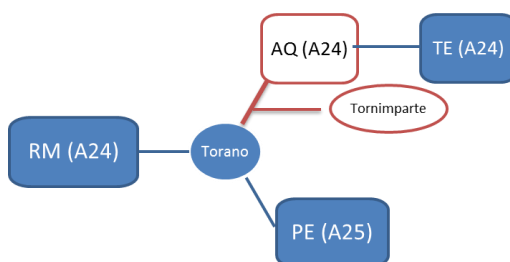 AQ (A24)
TE (A24)
Tornimparte
RM (A24)
Torano
PE (A25)